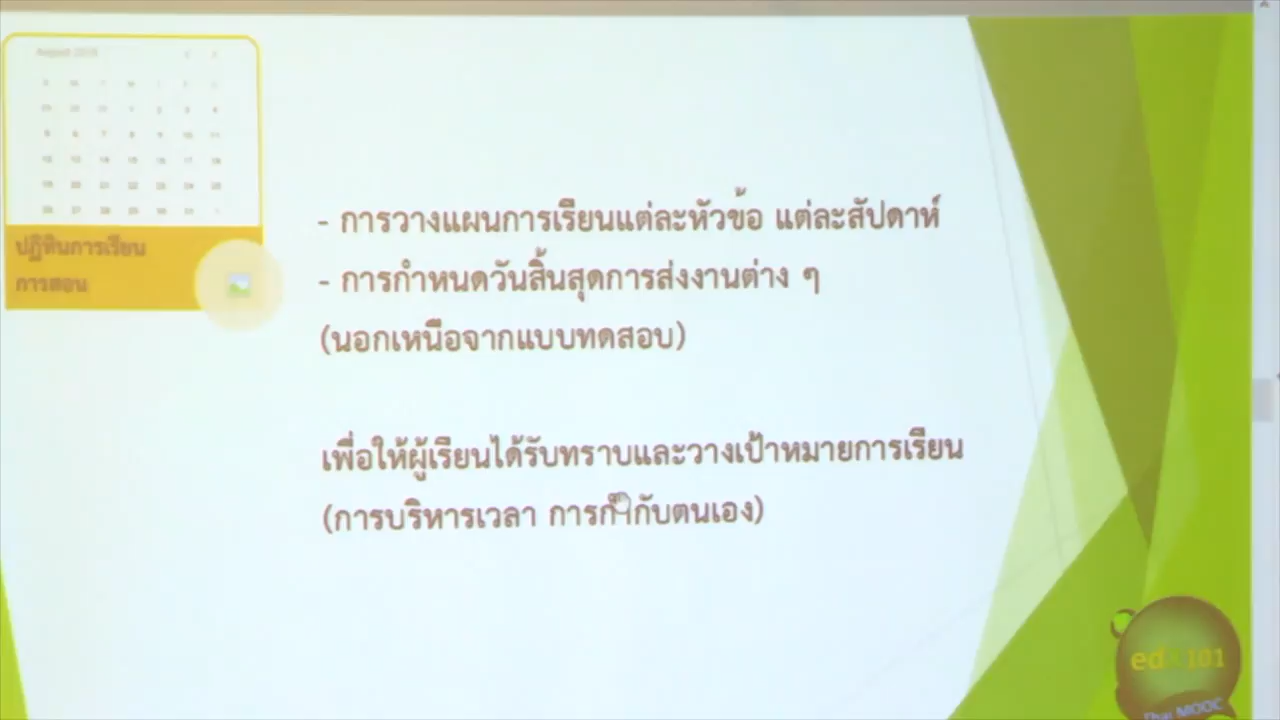 August 2018
ปฏิทินการเรียน
การสอน
- การวางแผนการเรียนแต่ละหัวข้อ แต่ละสัปดาห์
- การกำหนดวันสิ้นสุดการส่งงานต่าง ๆ
(นอกเหนือจากแบบทดสอบ)
เพื่อให้ผู้เรียนได้รับทราบและวางเป้าหมายการเรียน
(การบริหารเวลา การกำกับตนเอง)
edX101
Thai MOOC